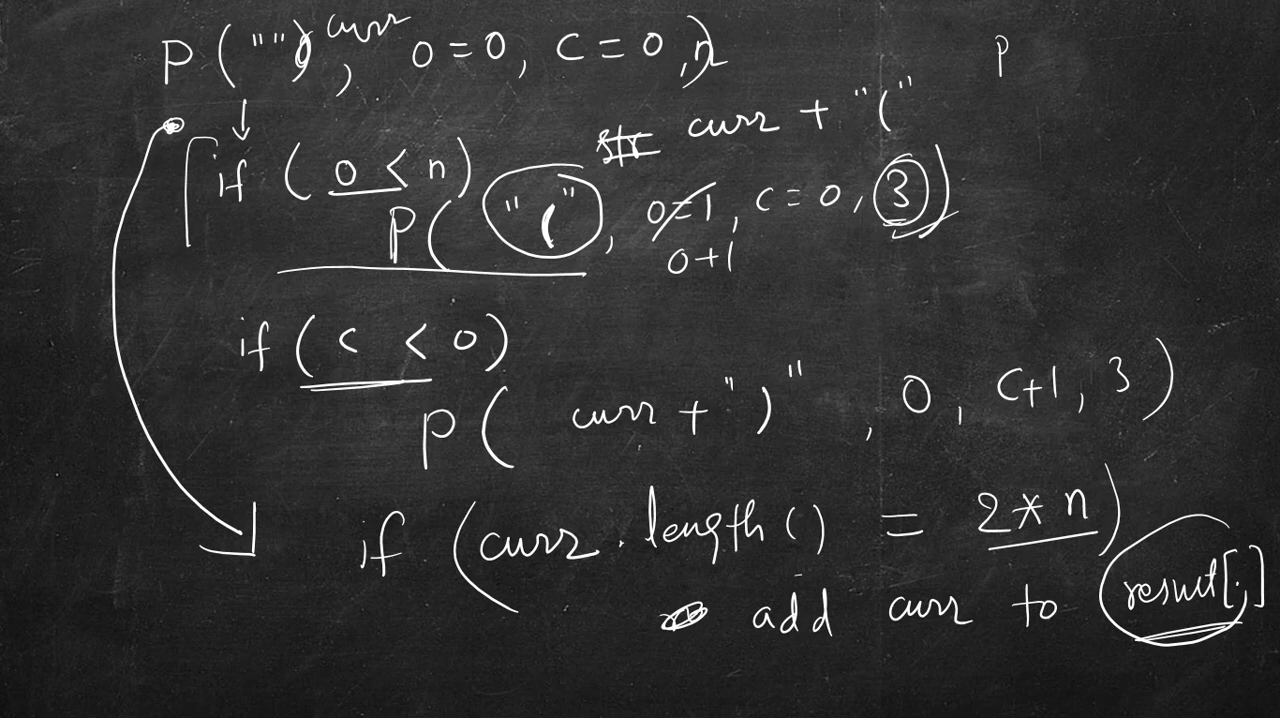 curr
P (""), o = 0, c = 0, n)
P
curr + "("
if ( o < n)
P( "(", o=1, c = 0, 3)
o+1
if ( c < o)
P( curr + ")", o, c+1, 3)
if (curr.length() = 2 * n)
add curr to result[;]